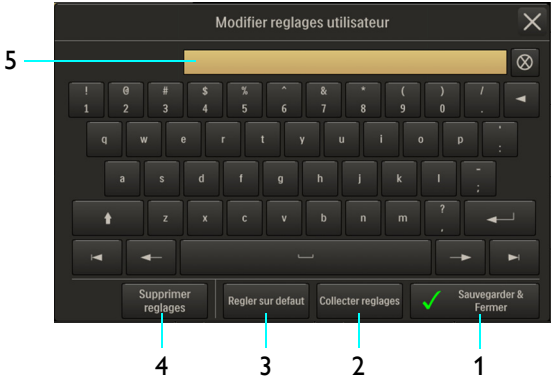 Modifier reglages utilisateur
5
! @ # $ % ^ & * ( ) /
1 2 3 4 5 6 7 8 9 0 .
q w e r t y u i o p ' :
a s d f g h j k l ~ ;
z x c v b n m ? ,
Supprimer reglages
Regler sur defaut
Collecter reglages
Sauvegarder & Fermer
4 3 2 1